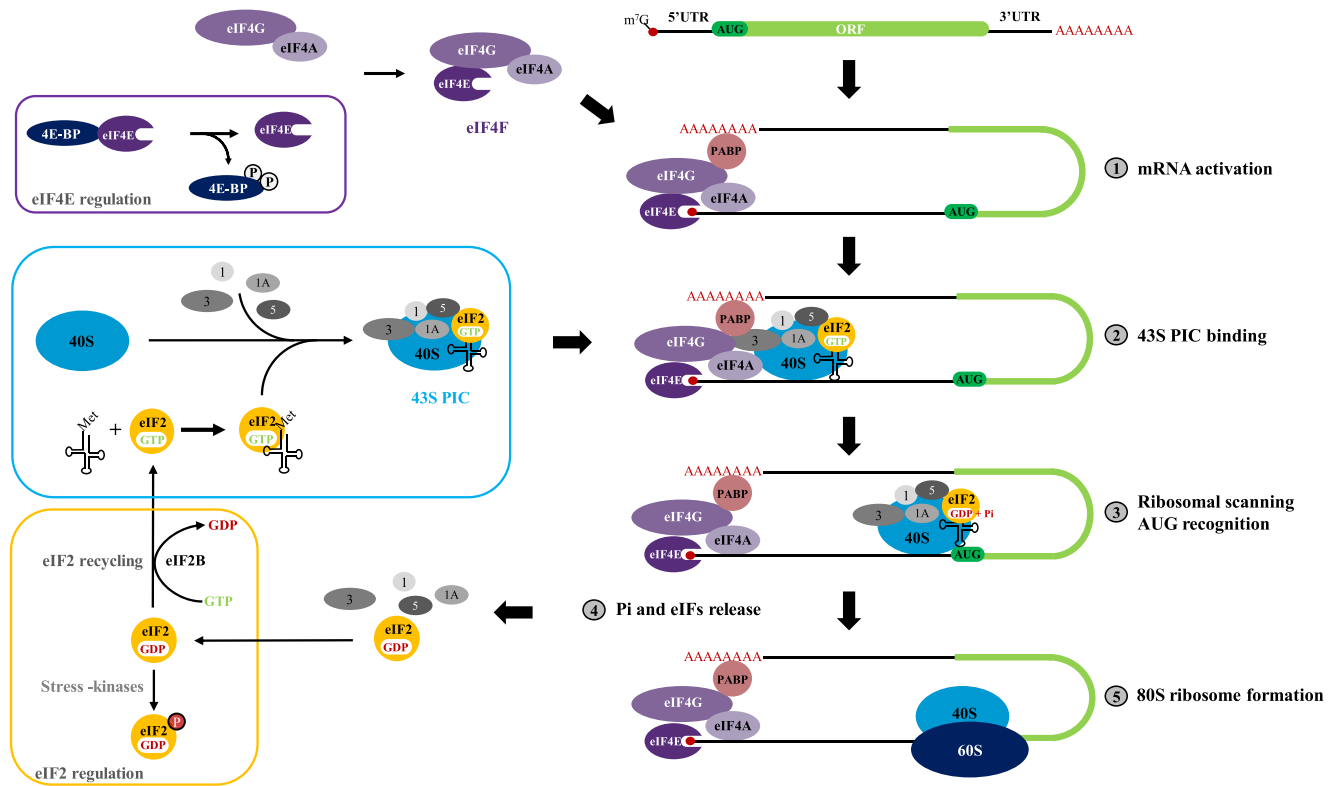 m⁷G
5'UTR
3'UTR
AUG
ORF
AAAAAAAA
eIF4G
eIF4A
eIF4G
eIF4A
eIF4E
eIF4F
4E-BP
eIF4E
eIF4E
4E-BP
P
P
eIF4E regulation
AAAAAAAA
PABP
eIF4G
eIF4A
eIF4E
AUG
1
mRNA activation
40S
1
1A
3
5
1
5
3
1A
eIF2
GTP
40S
43S PIC
Met
+
eIF2
GTP
eIF2
GTP
Met
AAAAAAAA
PABP
1
5
eIF2
GTP
eIF4G
3
1A
40S
eIF4A
eIF4E
AUG
2
43S PIC binding
AAAAAAAA
PABP
eIF4G
eIF4A
eIF4E
1
5
3
1A
eIF2
GDP + Pi
40S
AUG
3
Ribosomal scanning
AUG recognition
GDP
eIF2 recycling
eIF2B
GTP
eIF2
GDP
Stress -kinases
eIF2
GDP
P
eIF2 regulation
1
3
1A
5
eIF2
GDP
4
Pi and eIFs release
AAAAAAAA
PABP
eIF4G
eIF4A
eIF4E
40S
60S
5
80S ribosome formation